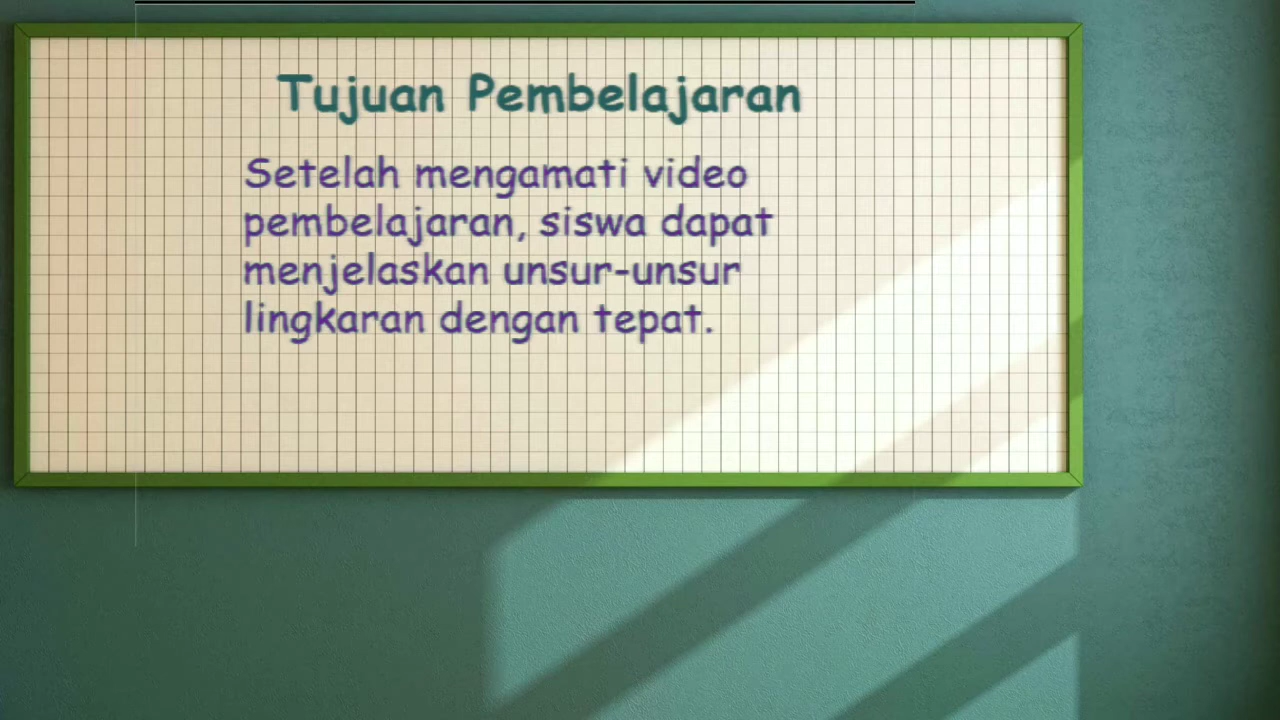 Tujuan Pembelajaran
Setelah mengamati video
pembelajaran, siswa dapat
menjelaskan unsur-unsur
lingkaran dengan tepat.